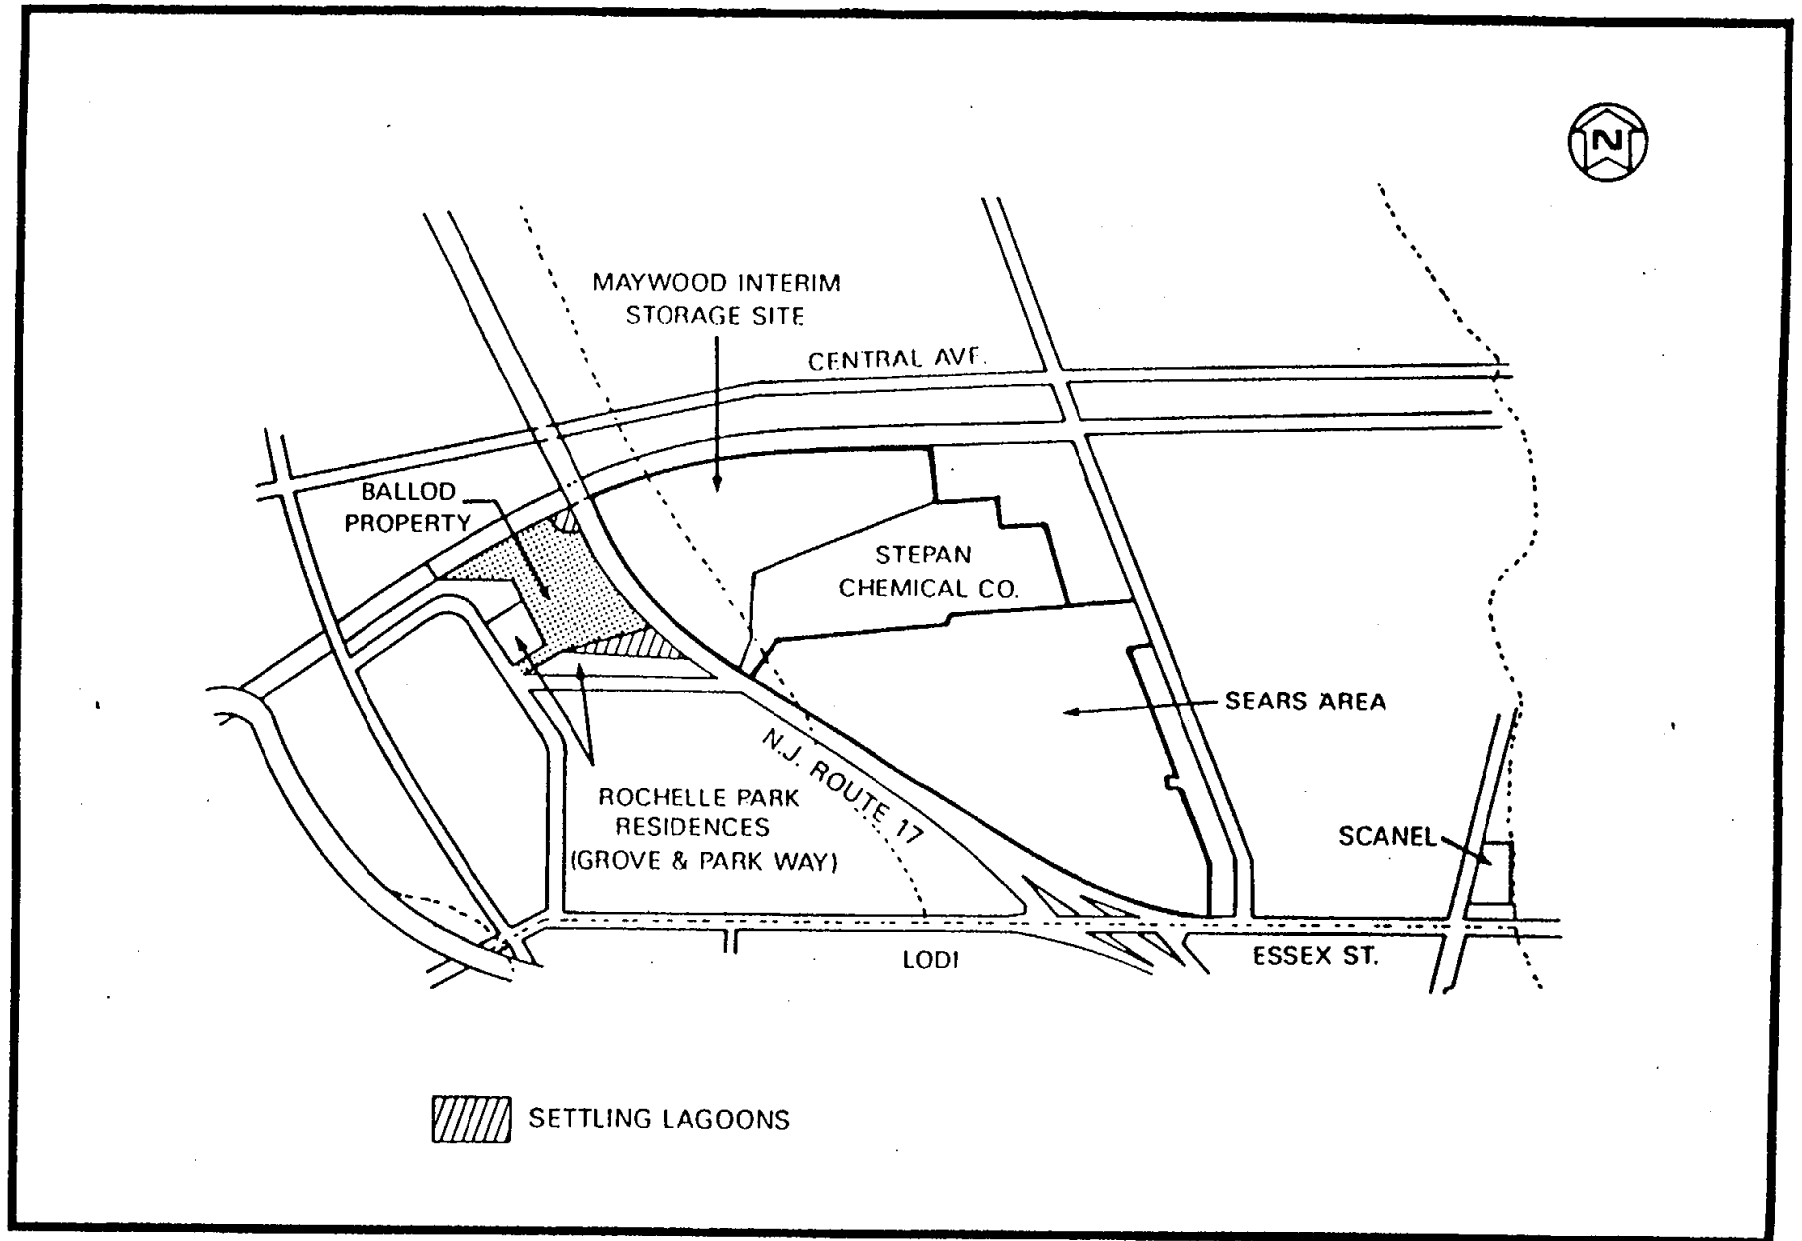 N
MAYWOOD INTERIM
STORAGE SITE
CENTRAL AVE.
BALLOD
PROPERTY
STEPAN
CHEMICAL CO.
SEARS AREA
N.J. ROUTE 17
ROCHELLE PARK
RESIDENCES
(GROVE & PARK WAY)
SCANEL
LODI
ESSEX ST.
SETTLING LAGOONS